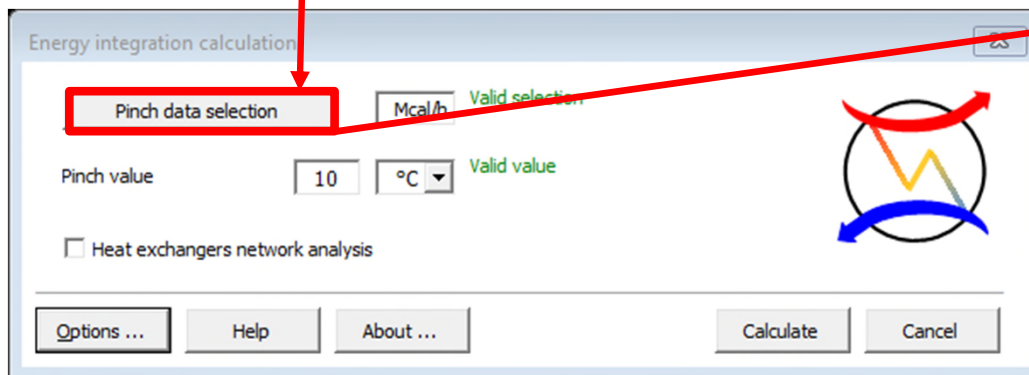 Energy integration calculation
Pinch data selection Mcal/h Valid selection
Pinch value 10 °C Valid value
Heat exchangers network analysis
Options ... Help About ... Calculate Cancel